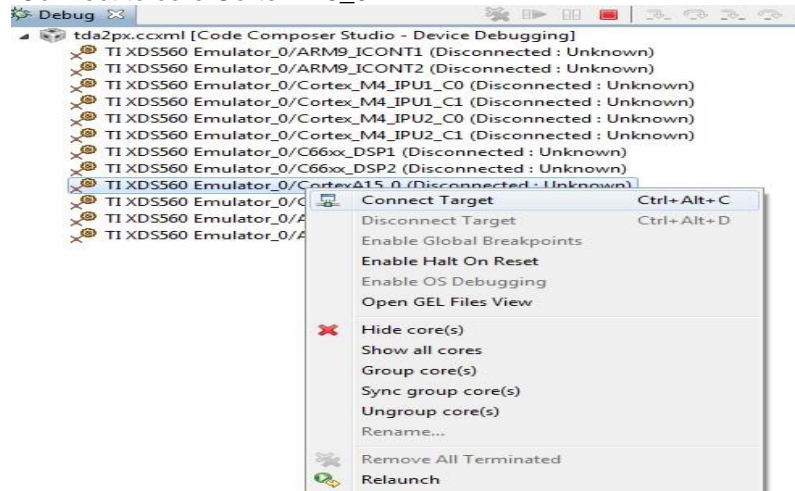 Debug
tda2px.ccxml [Code Composer Studio - Device Debugging]
TI XDS560 Emulator_0/ARM9_ICONT1 (Disconnected : Unknown)
TI XDS560 Emulator_0/ARM9_ICONT2 (Disconnected : Unknown)
TI XDS560 Emulator_0/Cortex_M4_IPU1_C0 (Disconnected : Unknown)
TI XDS560 Emulator_0/Cortex_M4_IPU1_C1 (Disconnected : Unknown)
TI XDS560 Emulator_0/Cortex_M4_IPU2_C0 (Disconnected : Unknown)
TI XDS560 Emulator_0/Cortex_M4_IPU2_C1 (Disconnected : Unknown)
TI XDS560 Emulator_0/C66xx_DSP1 (Disconnected : Unknown)
TI XDS560 Emulator_0/C66xx_DSP2 (Disconnected : Unknown)
TI XDS560 Emulator_0/CortexA15_0 (Disconnected : Unknown)
TI XDS560 Emulator_0/C
TI XDS560 Emulator_0/A
TI XDS560 Emulator_0/A
Connect Target Ctrl+Alt+C
Disconnect Target Ctrl+Alt+D
Enable Global Breakpoints
Enable Halt On Reset
Enable OS Debugging
Open GEL Files View
Hide core(s)
Show all cores
Group core(s)
Sync group core(s)
Ungroup core(s)
Rename...
Remove All Terminated
Relaunch